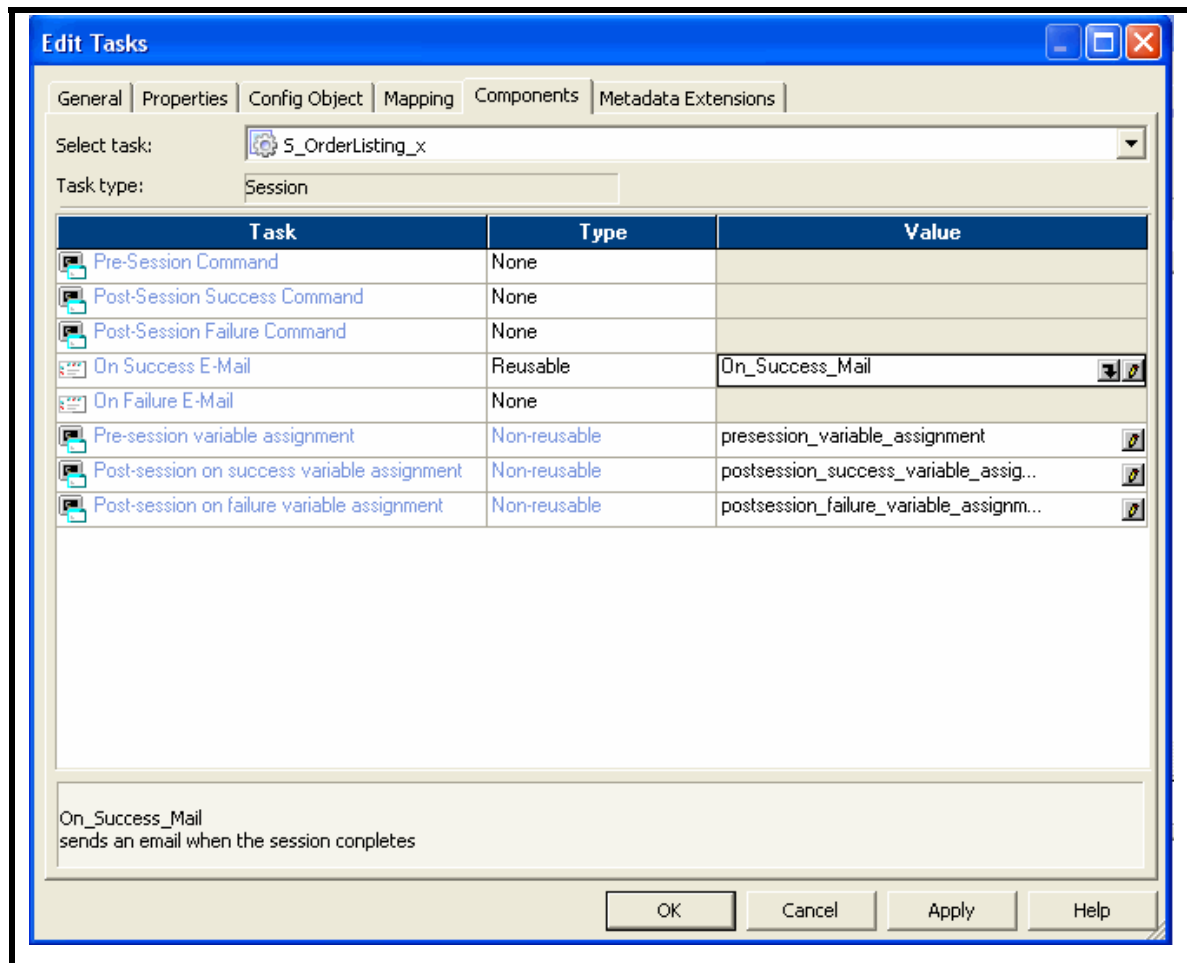 Edit Tasks
General Properties Config Object Mapping Components Metadata Extensions
Select task: S_OrderListing_x
Task type: Session
Task Type Value
Pre-Session Command None
Post-Session Success Command None
Post-Session Failure Command None
On Success E-Mail Reusable On_Success_Mail
On Failure E-Mail None
Pre-session variable assignment Non-reusable presession_variable_assignment
Post-session on success variable assignment Non-reusable postsession_success_variable_assig...
Post-session on failure variable assignment Non-reusable postsession_failure_variable_assignm...
On_Success_Mail
sends an email when the session conpletes
OK Cancel Apply Help